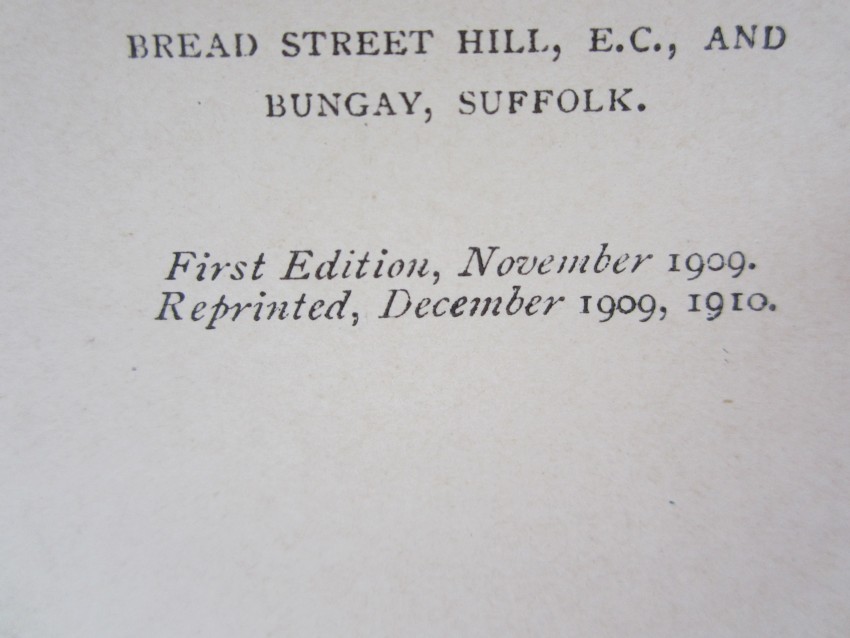 BREAD STREET HILL, E.C., AND
BUNGAY, SUFFOLK.
First Edition, November 1909.
Reprinted, December 1909, 1910.